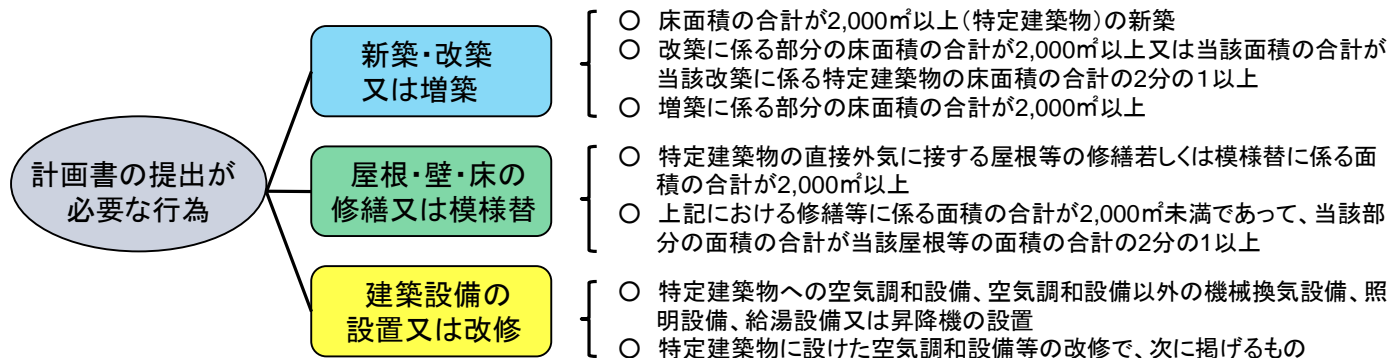 計画書の提出が
必要な行為
新築・改築
又は増築
○ 床面積の合計が2,000㎡以上(特定建築物)の新築
○ 改築に係る部分の床面積の合計が2,000㎡以上又は当該面積の合計が
当該改築に係る特定建築物の床面積の合計の2分の1以上
○ 増築に係る部分の床面積の合計が2,000㎡以上
屋根・壁・床の
修繕又は模様替
○ 特定建築物の直接外気に接する屋根等の修繕若しくは模様替に係る面
積の合計が2,000㎡以上
○ 上記における修繕等に係る面積の合計が2,000㎡未満であって、当該部
分の面積の合計が当該屋根等の面積の合計の2分の1以上
建築設備の
設置又は改修
○ 特定建築物への空気調和設備、空気調和設備以外の機械換気設備、照
明設備、給湯設備又は昇降機の設置
○ 特定建築物に設けた空気調和設備等の改修で、次に掲げるもの